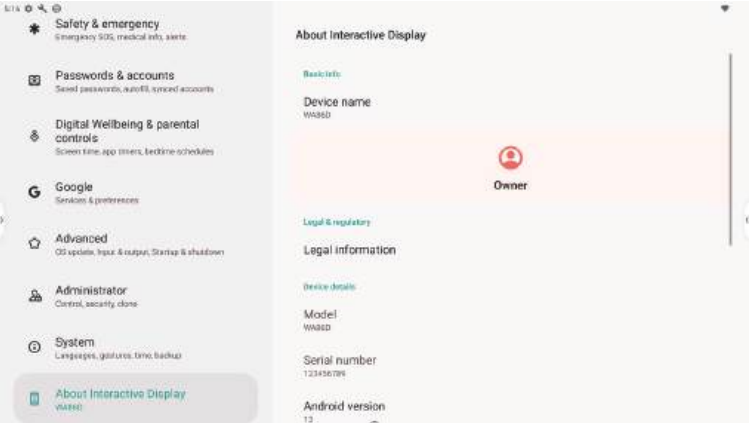 5:16
Safety & emergency
Emergency SOS, medical info, alerts
Passwords & accounts
Saved passwords, autofill, synced accounts
Digital Wellbeing & parental
controls
Screen time, app timers, bedtime schedules
Google
Services & preferences
Advanced
OS update, Input & output, Startup & shutdown
Administrator
Control, security, clone
System
Languages, gestures, time, backup
About Interactive Display
WA86D
About Interactive Display
Basic info
Device name
WA86D
Owner
Legal & regulatory
Legal information
Device details
Model
WA86D
Serial number
123456789
Android version
13